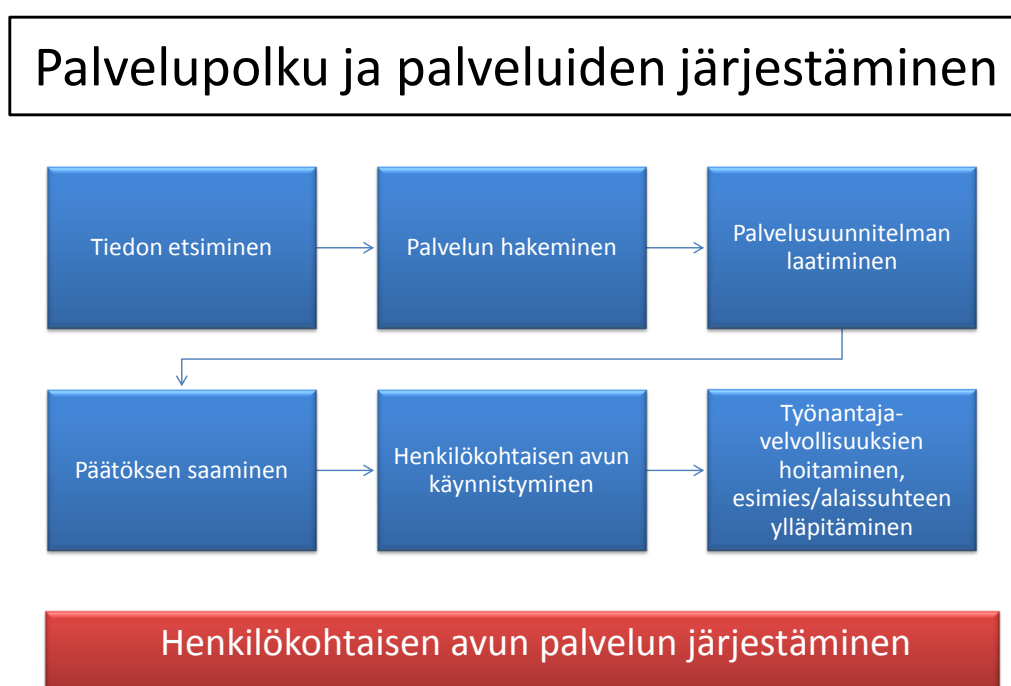 Palvelupolku ja palveluiden järjestäminen
Tiedon etsiminen
Palvelun hakeminen
Palvelusuunnitelman
laatiminen
Päätöksen saaminen
Henkilökohtaisen avun
käynnistyminen
Työnantaja-
velvollisuuksien
hoitaminen,
esimies/alaissuhteen
ylläpitäminen
Henkilökohtaisen avun palvelun järjestäminen